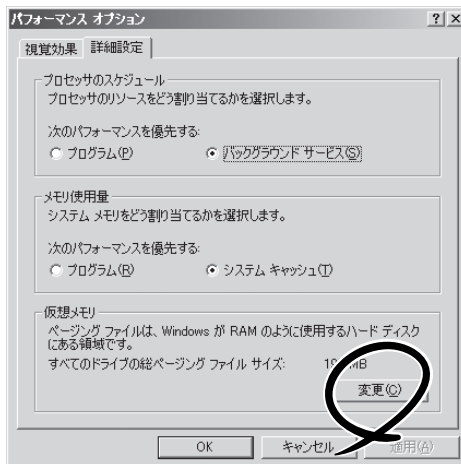 パフォーマンス オプション
視覚効果 詳細設定
プロセッサのスケジュール
プロセッサのリソースをどう割り当てるかを選択します。
次のパフォーマンスを優先する:
プログラム(P) バックグラウンド サービス(S)
メモリ使用量
システム メモリをどう割り当てるかを選択します。
次のパフォーマンスを優先する:
プログラム(R) システム キャッシュ(T)
仮想メモリ
ページング ファイルは、Windows が RAM のように使用するハード ディスク
にある領域です。
すべてのドライブの総ページング ファイル サイズ: MB
変更(C)
OK キャンセル 適用(A)